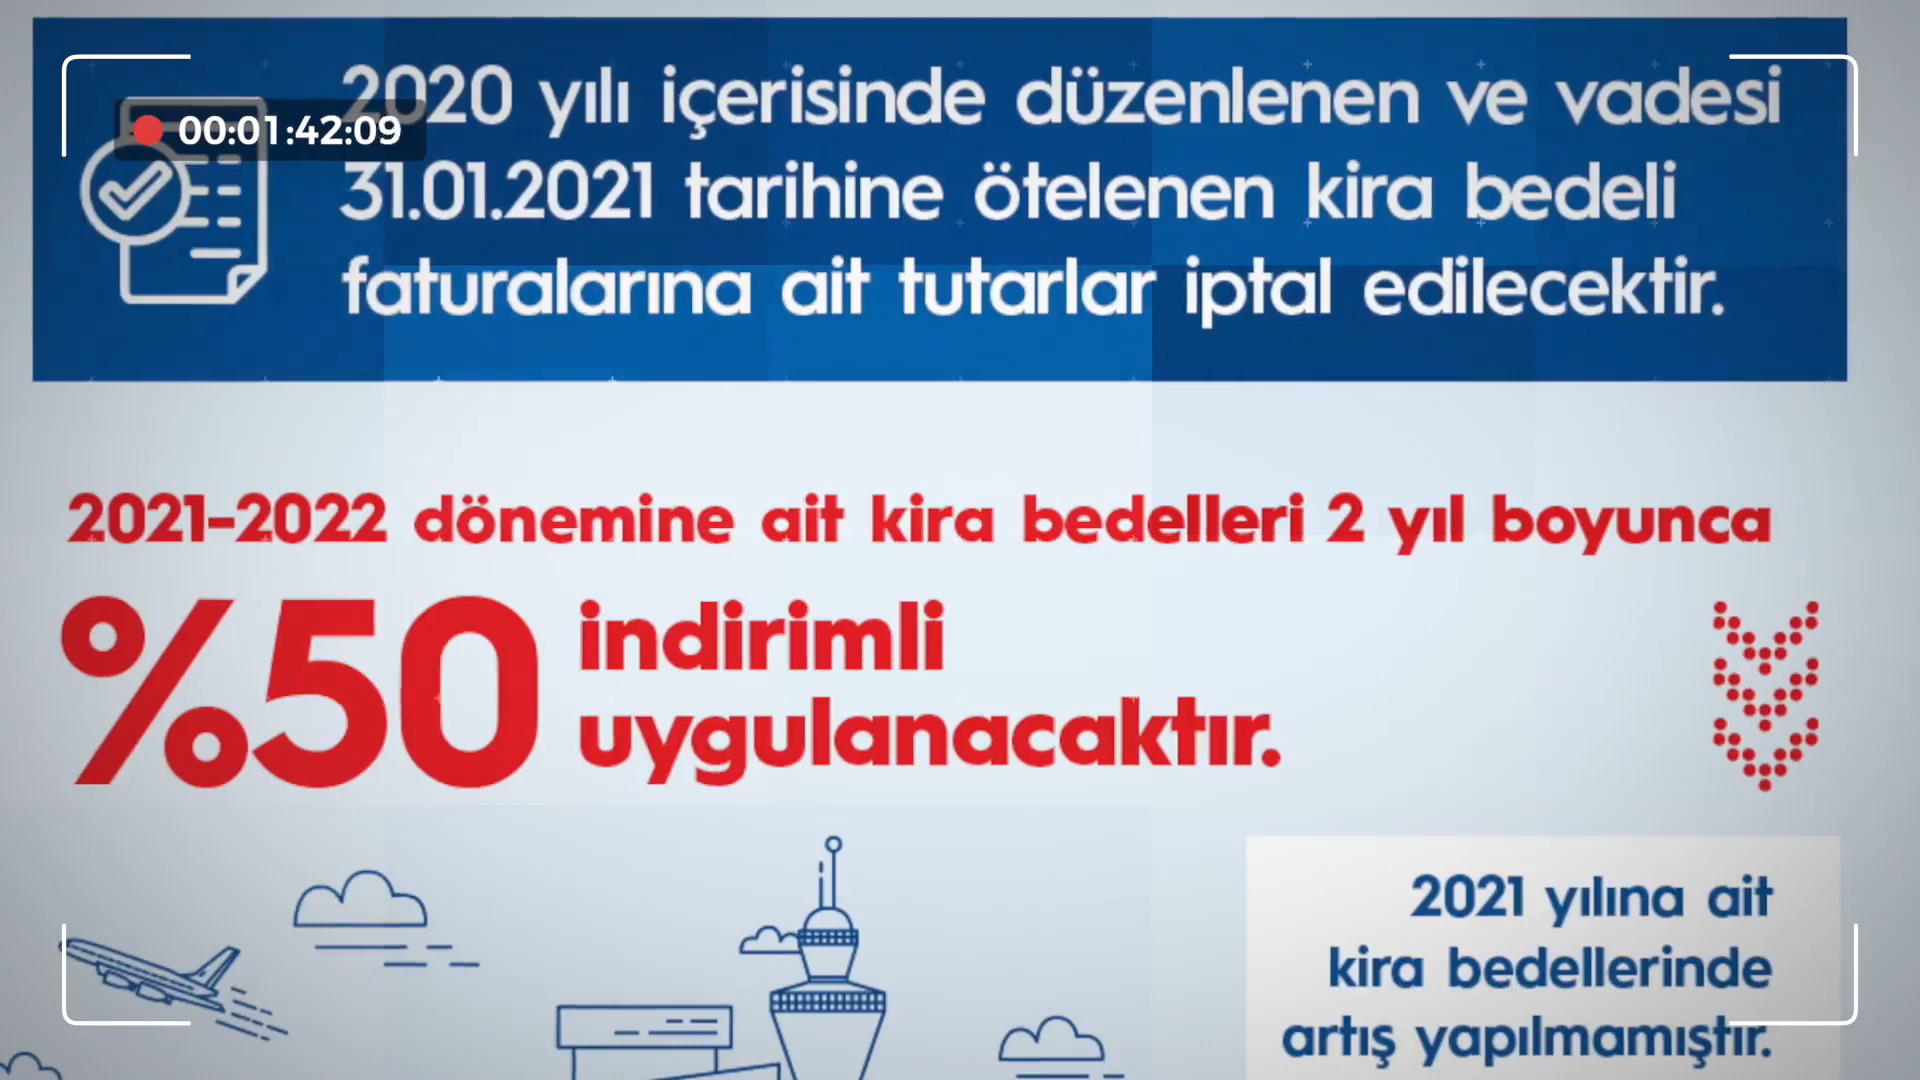 2020 yılı içerisinde düzenlenen ve vadesi
00:01:42:09
31.01.2021 tarihine ötelenen kira bedeli
faturalarına ait tutarlar iptal edilecektir.
2021-2022 dönemine ait kira bedelleri 2 yıl boyunca
%50 indirimli
uygulanacaktır.
2021 yılına ait
kira bedellerinde
artış yapılmamıştır.